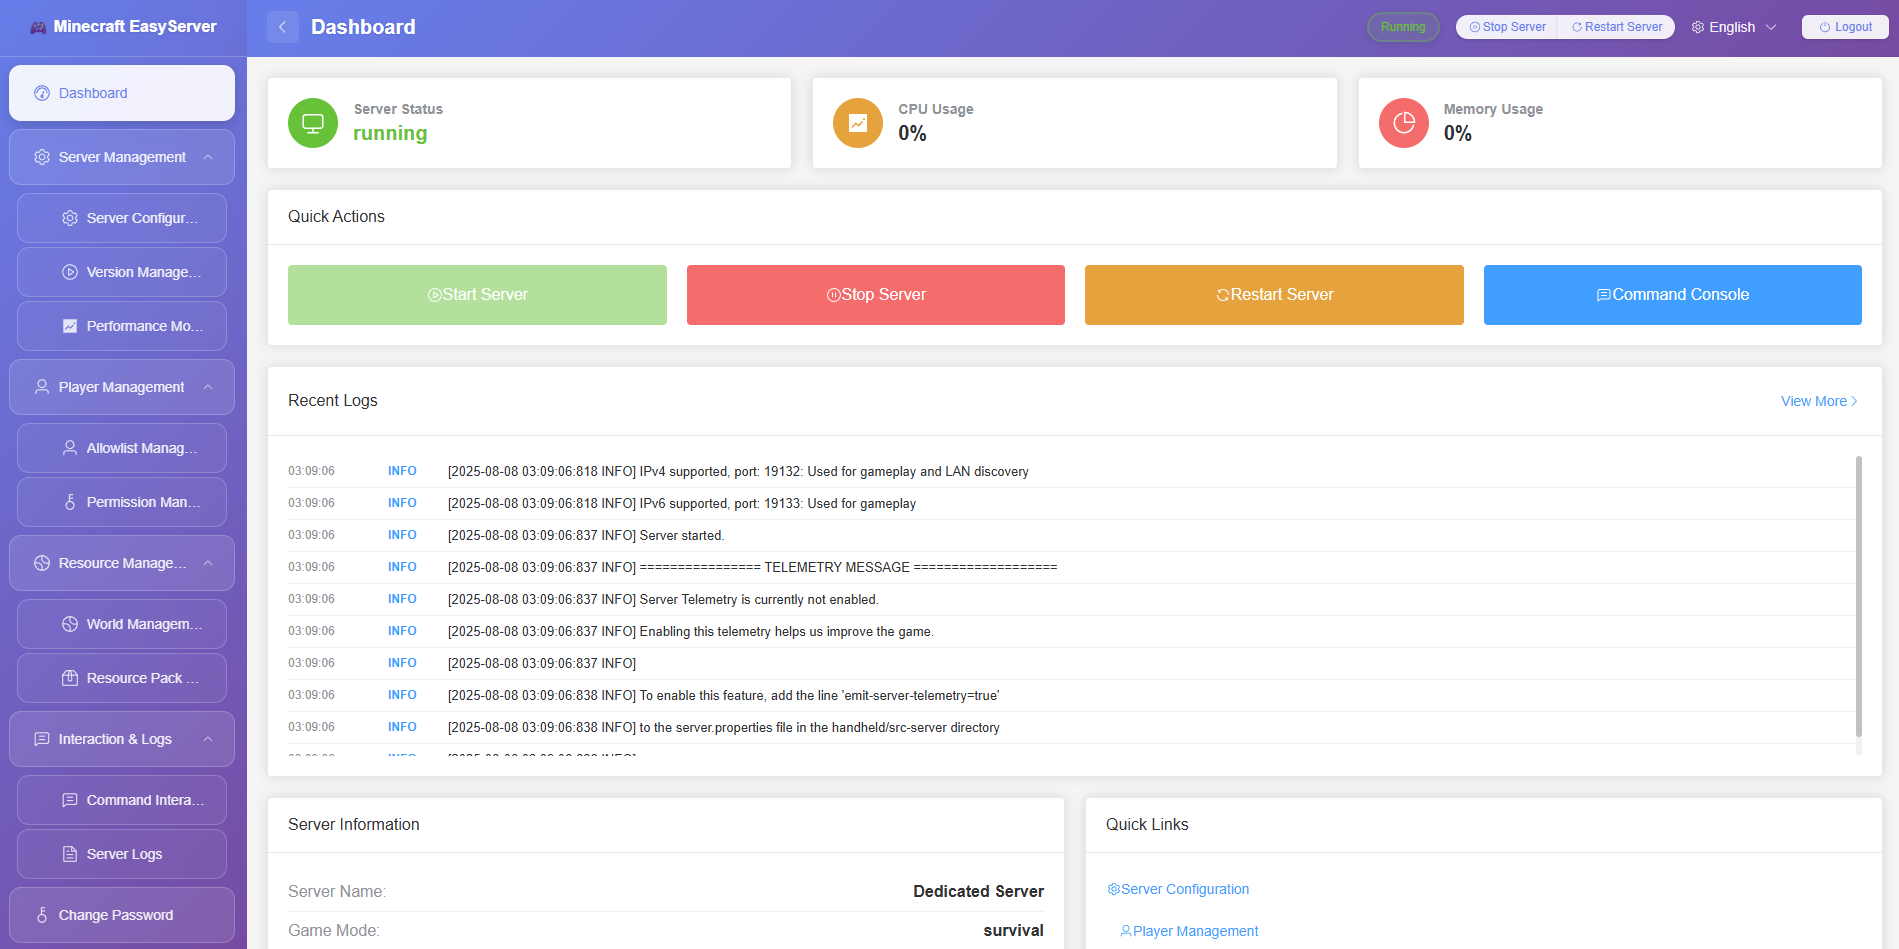 Minecraft EasyServer
Dashboard
Running
Stop Server
Restart Server
English
Logout
Dashboard
Server Management
Server Configur...
Version Manage...
Performance Mo...
Player Management
Allowlist Manag...
Permission Man...
Resource Manage...
World Managem...
Resource Pack ...
Interaction & Logs
Command Intera...
Server Logs
Change Password
Server Status
running
CPU Usage
0%
Memory Usage
0%
Quick Actions
Start Server
Stop Server
Restart Server
Command Console
Recent Logs
View More
03:09:06 INFO [2025-08-08 03:09:06:818 INFO] IPv4 supported, port: 19132: Used for gameplay and LAN discovery
03:09:06 INFO [2025-08-08 03:09:06:818 INFO] IPv6 supported, port: 19133: Used for gameplay
03:09:06 INFO [2025-08-08 03:09:06:837 INFO] Server started.
03:09:06 INFO [2025-08-08 03:09:06:837 INFO] ================ TELEMETRY MESSAGE ===================
03:09:06 INFO [2025-08-08 03:09:06:837 INFO] Server Telemetry is currently not enabled.
03:09:06 INFO [2025-08-08 03:09:06:837 INFO] Enabling this telemetry helps us improve the game.
03:09:06 INFO [2025-08-08 03:09:06:837 INFO]
03:09:06 INFO [2025-08-08 03:09:06:838 INFO] To enable this feature, add the line 'emit-server-telemetry=true'
03:09:06 INFO [2025-08-08 03:09:06:838 INFO] to the server.properties file in the handheld/src-server directory
Server Information
Server Name: Dedicated Server
Game Mode: survival
Quick Links
Server Configuration
Player Management